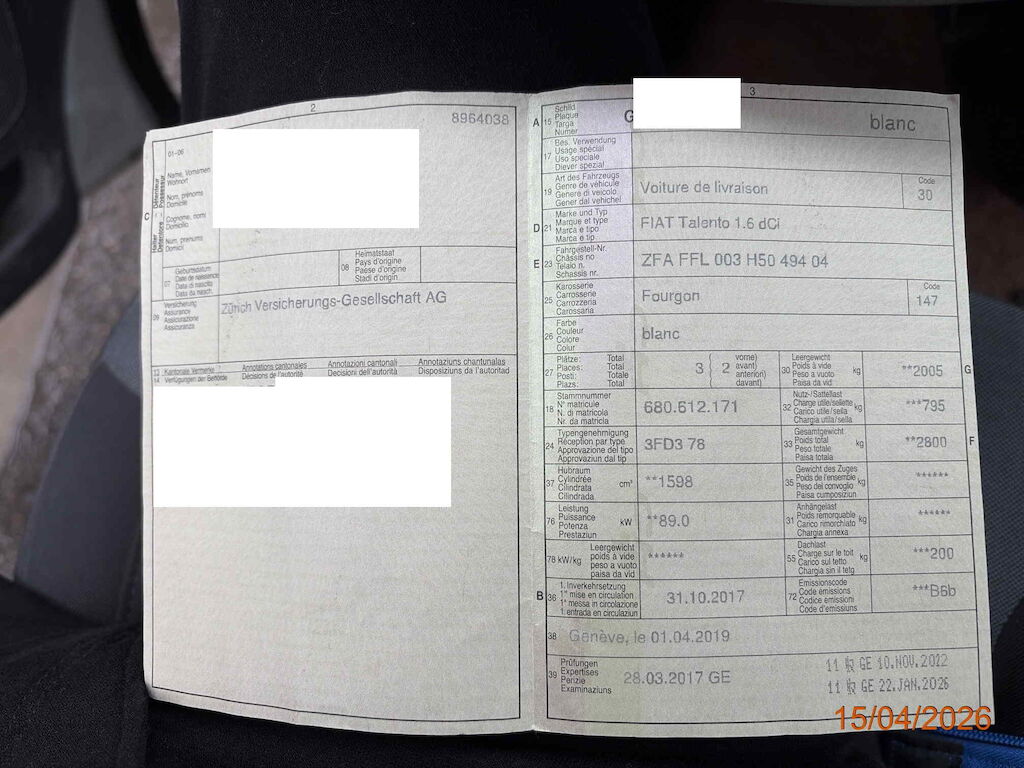 2
8964038
01-06
Name, Vornamen
Wohnort
Nom, prénoms
Domicile
Cognome, nomi
Domicilio
Num, prenums
Domicil
C
Halter Détenteur
Detentore Possessur
07
Geburtsdatum
Date de naissance
Data di nascita
Data da nasch.
08
Heimatstaat
Pays d'origine
Paese d'origine
Stadi d'origin
09
Versicherung
Assurance
Assicurazione
Assicuranza
Zürich Versicherungs-Gesellschaft AG
13 Kantonale Vermerke Annotations cantonales Annotazioni cantonali Annotaziuns chantunalas
14 Verfügungen der Behörde Décisions de l'autorité Decisioni dell'autorità Disposiziuns da l'autoritad
3
A 15
Schild
Plaque
Targa
Numer
G
blanc
17
Bes. Verwendung
Usage spécial
Uso speciale
Diever spezial
19
Art des Fahrzeugs
Genre de véhicule
Genere di veicolo
Gener dal vehichel
Voiture de livraison
Code
30
D 21
Marke und Typ
Marque et type
Marca e tipo
Marca e tip
FIAT Talento 1.6 dCi
E 23
Fahrgestell-Nr.
Châssis no
Telaio n.
Schassis nr.
ZFA FFL 003 H50 494 04
25
Karosserie
Carrosserie
Carrozzeria
Carossaria
Fourgon
Code
147
26
Farbe
Couleur
Colore
Colur
blanc
27
Plätze: Total
Places: Total
Posti: Totale
Plazs: Total
3 { 2
vorne)
avant)
anteriori)
davant)
30
Leergewicht
Poids à vide
Peso a vuoto
Paisa da vid
kg
**2005
G
18
Stammnummer
N° matricule
N. di matricola
Nr. da matricla
680.612.171
32
Nutz-/Sattellast
Charge utile/sellette
Carico utile/sella
Chargia utila/sella
kg
***795
24
Typengenehmigung
Réception par type
Approvazione del tipo
Approvaziun dal tip
3FD3 78
33
Gesamtgewicht
Poids total
Peso totale
Paisa totala
kg
**2800
F
37
Hubraum
Cylindrée
Cilindrata
Cilindrada
cm³
**1598
35
Gewicht des Zuges
Poids de l'ensemble
Peso del convoglio
Paisa cumposiziun
kg
******
76
Leistung
Puissance
Potenza
Prestaziun
kW
**89.0
31
Anhängelast
Poids remorquable
Carico rimorchiato
Chargia annexa
kg
******
78 kW/kg
Leergewicht
poids à vide
peso a vuoto
paisa da vid
******
55
Dachlast
Charge sur le toit
Carico sul tetto
Chargia sin il tetg
kg
***200
B 36
1. Inverkehrsetzung
1re mise en circulation
1a messa in circolazione
1. entrada en circulaziun
31.10.2017
72
Emissionscode
Code émissions
Codice emissioni
Code d'emissiuns
***B6b
38
Genève, le 01.04.2019
39
Prüfungen
Expertises
Perizie
Examinaziuns
28.03.2017 GE
11 GE 10.NOV.2022
11 GE 22.JAN.2026
15/04/2026